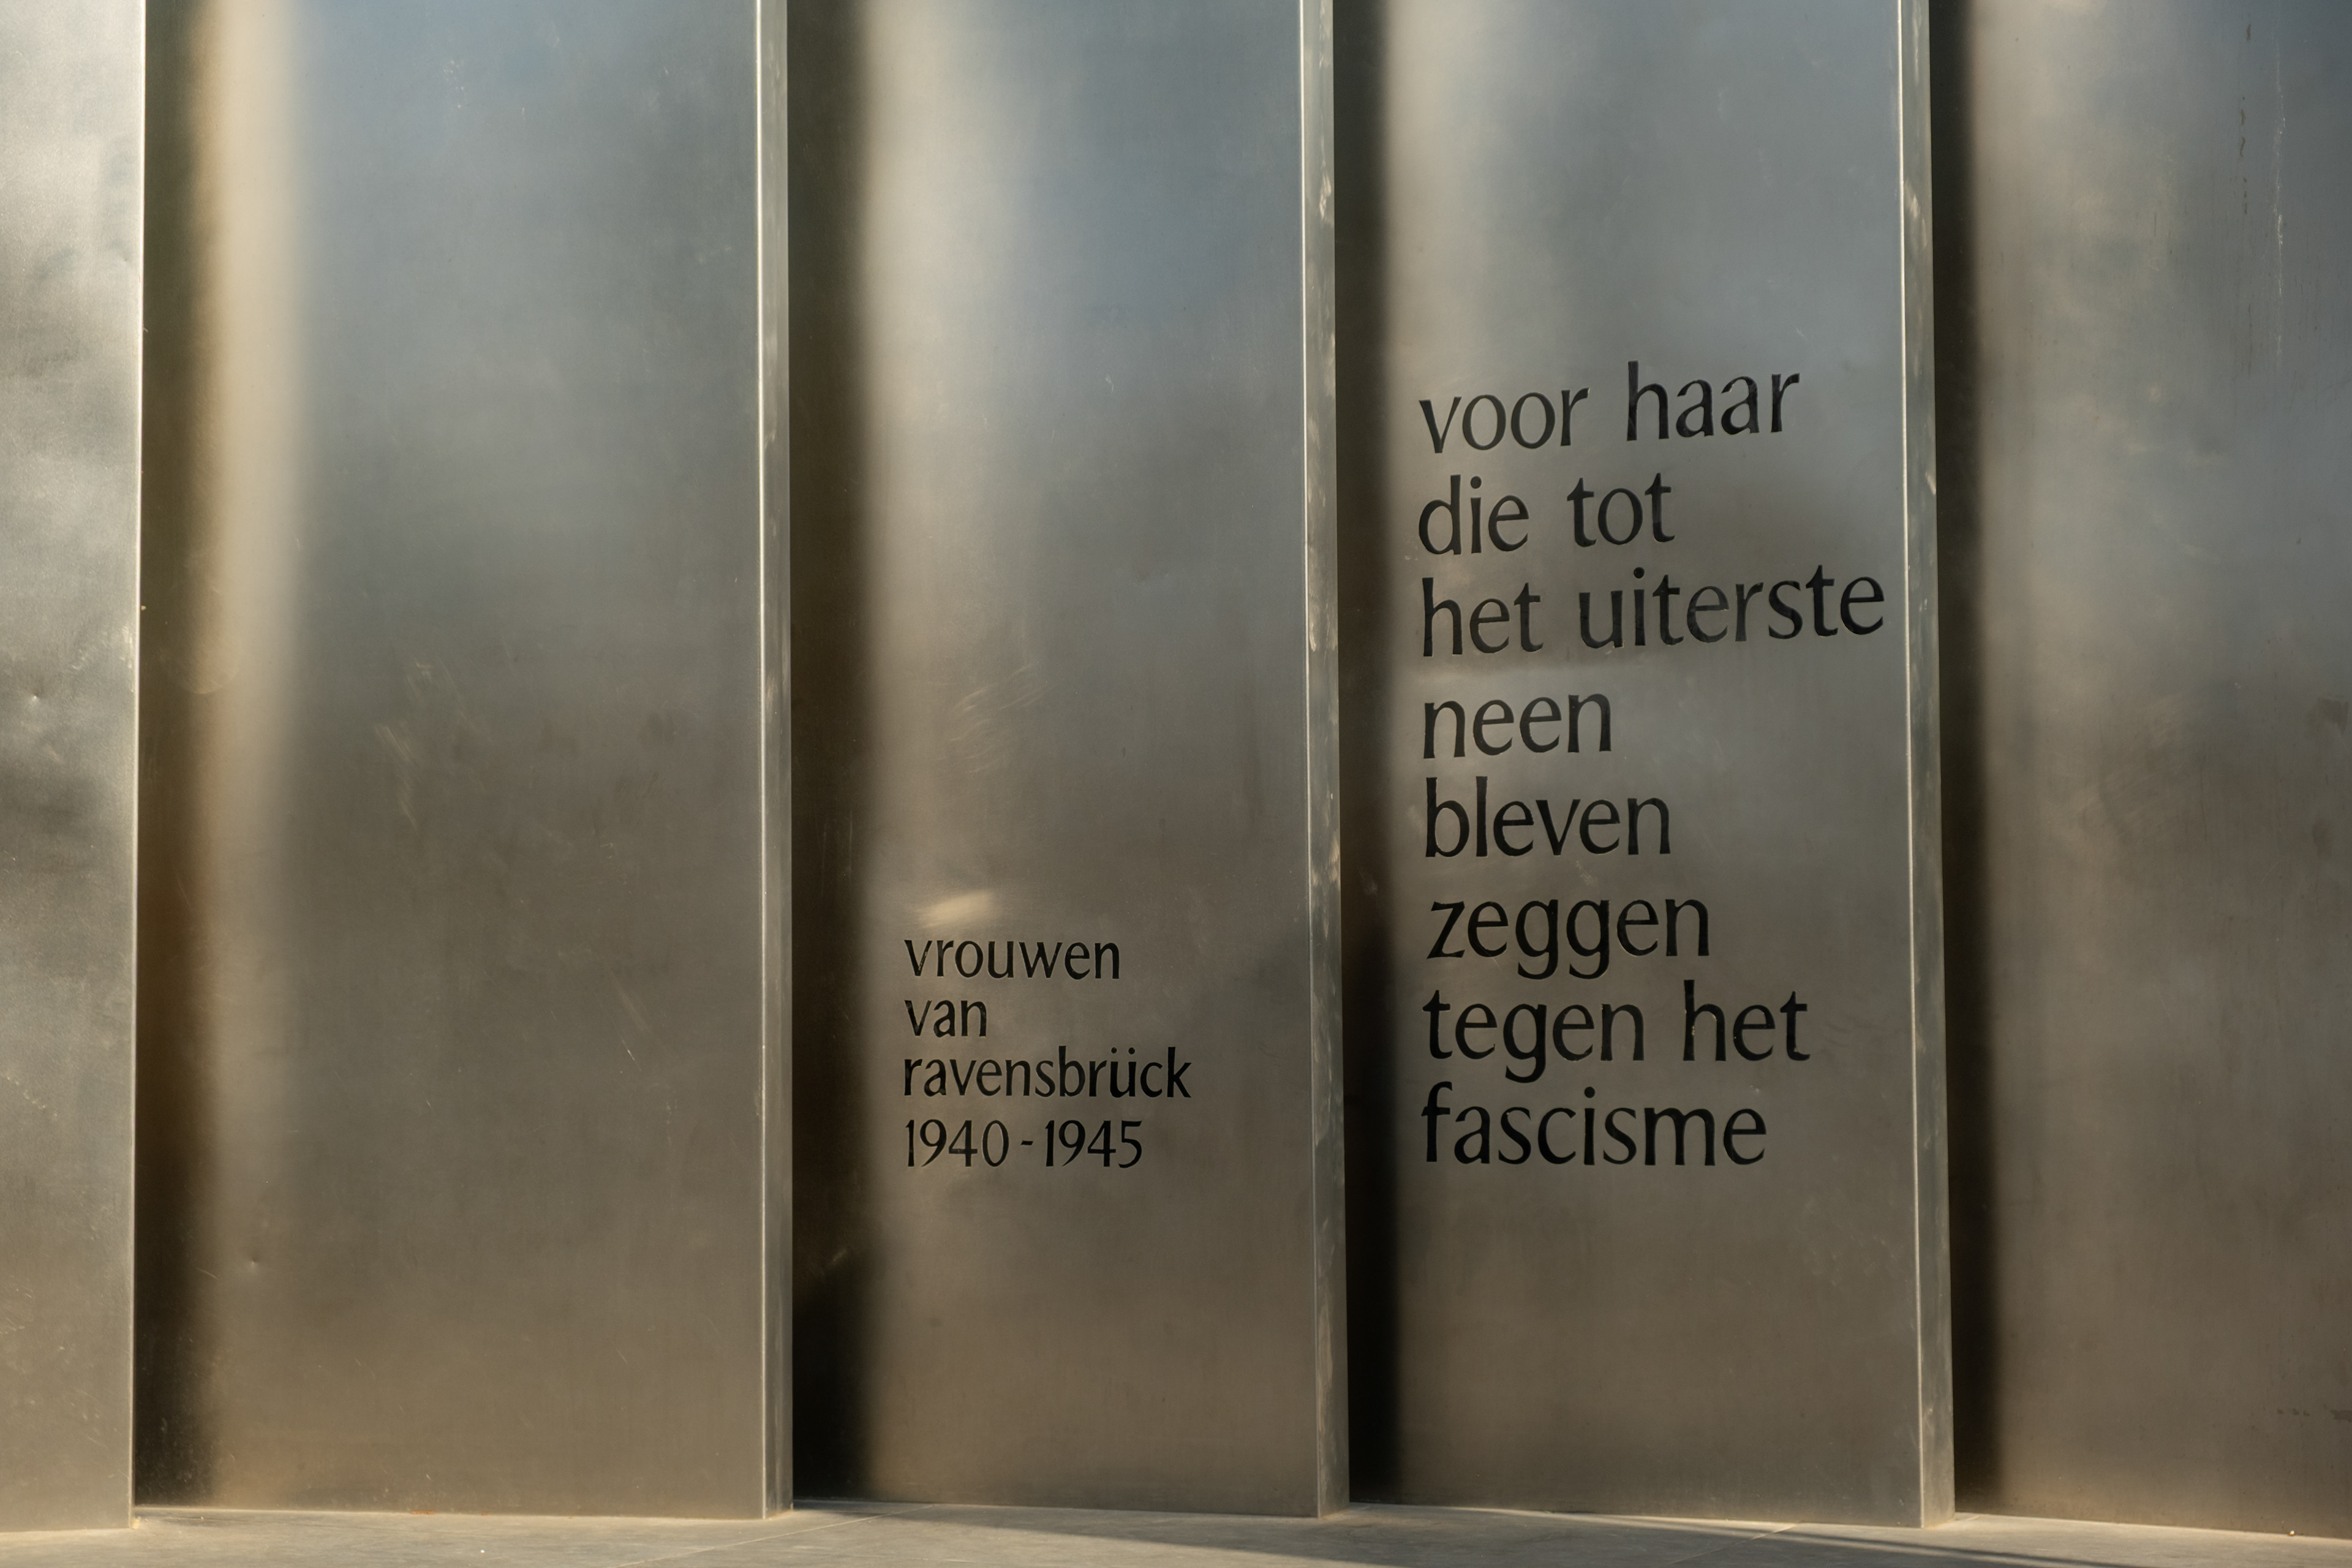 vrouwen
van
ravensbrück
1940-1945
voor haar
die tot
het uiterste
neen
bleven
zeggen
tegen het
fascisme